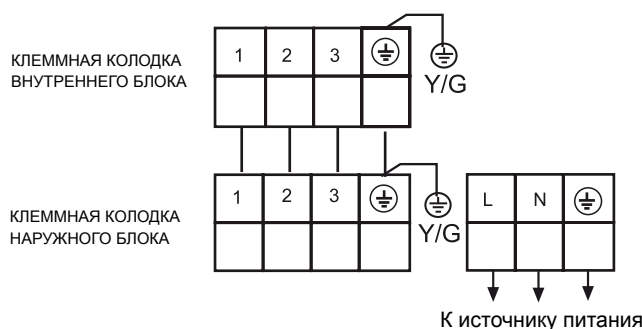 КЛЕММНАЯ КОЛОДКА
ВНУТРЕННЕГО БЛОКА
1 2 3
Y/G
КЛЕММНАЯ КОЛОДКА
НАРУЖНОГО БЛОКА
1 2 3
Y/G
L N
К источнику питания